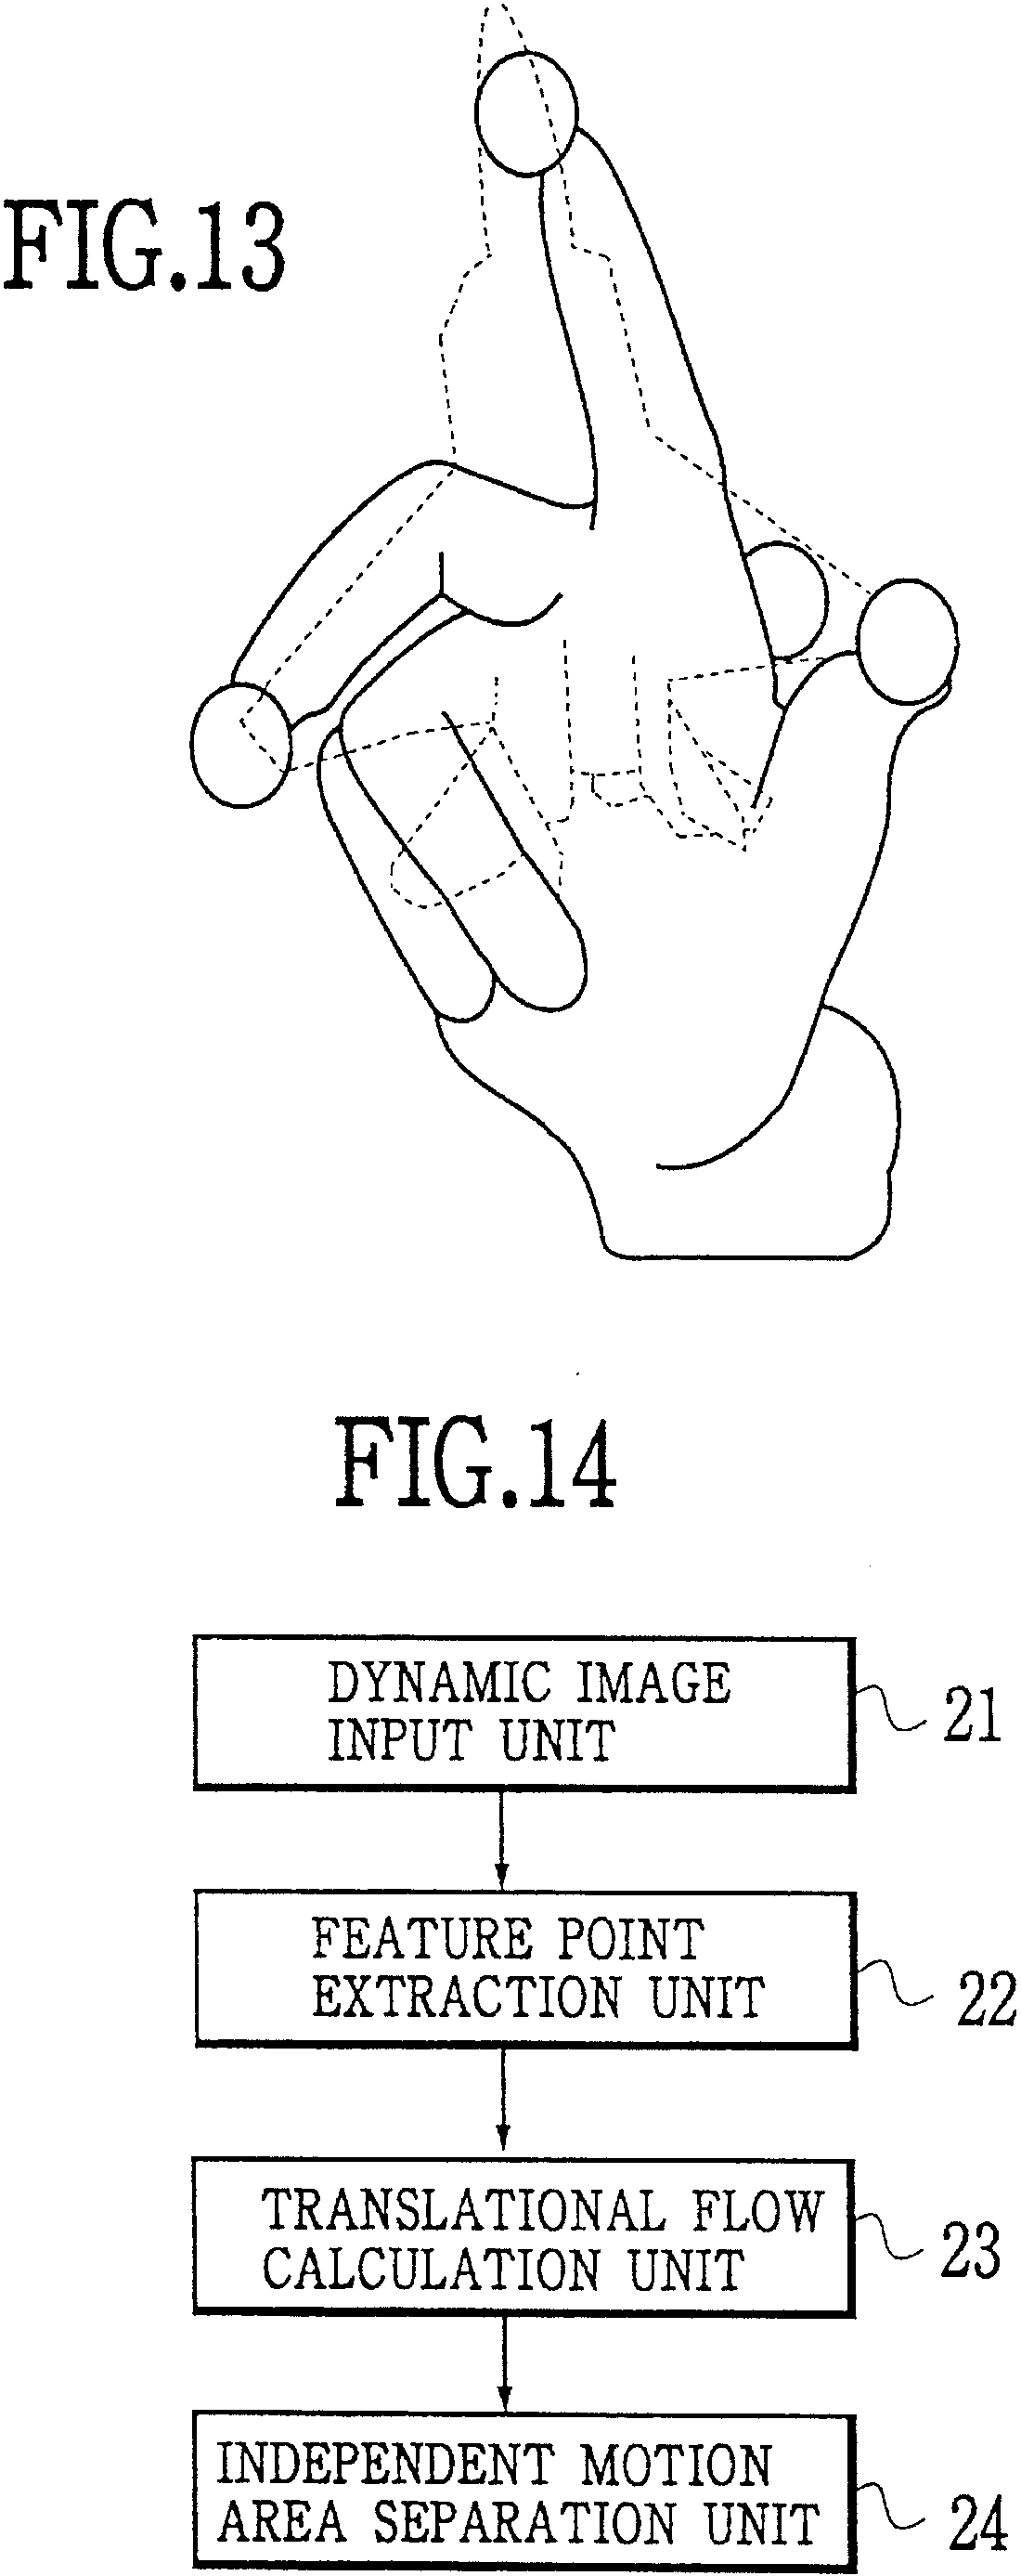 FIG.13
FIG.14
DYNAMIC IMAGE
INPUT UNIT
21
FEATURE POINT
EXTRACTION UNIT
22
TRANSLATIONAL FLOW
CALCULATION UNIT
23
INDEPENDENT MOTION
AREA SEPARATION UNIT
24